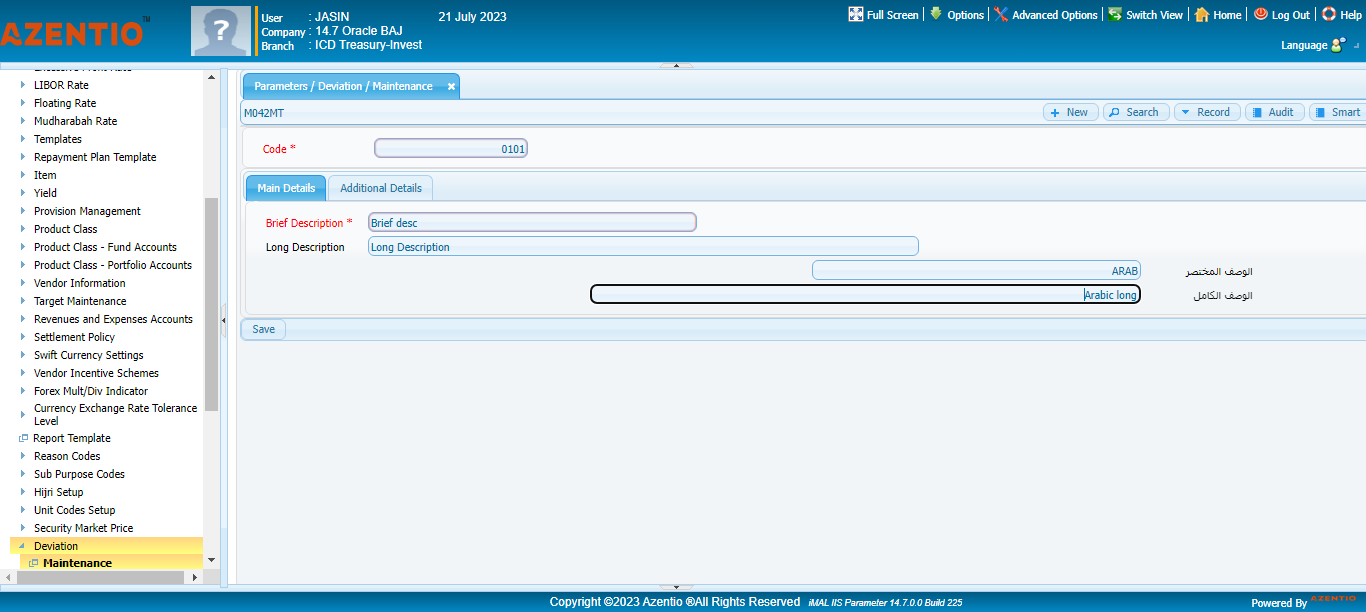 AZENTIO™
?
User : JASIN 21 July 2023
Company : 14.7 Oracle BAJ
Branch : ICD Treasury-Invest
Full Screen | Options | Advanced Options | Switch View | Home | Log Out | Help
Language
LIBOR Rate
Floating Rate
Mudharabah Rate
Templates
Repayment Plan Template
Item
Yield
Provision Management
Product Class
Product Class - Fund Accounts
Product Class - Portfolio Accounts
Vendor Information
Target Maintenance
Revenues and Expenses Accounts
Settlement Policy
Swift Currency Settings
Vendor Incentive Schemes
Forex Mult/Div Indicator
Currency Exchange Rate Tolerance
Level
Report Template
Reason Codes
Sub Purpose Codes
Hijri Setup
Unit Codes Setup
Security Market Price
Deviation
Maintenance
Parameters / Deviation / Maintenance
M042MT
New Search Record Audit Smart
Code * 0101
Main Details Additional Details
Brief Description * Brief desc
Long Description Long Description
ARAB الوصف المختصر
Arabic long الوصف الكامل
Save
Copyright ©2023 Azentio ®All Rights Reserved iMAL IIS Parameter 14.7.0.0 Build 225
Powered By AZENTIO